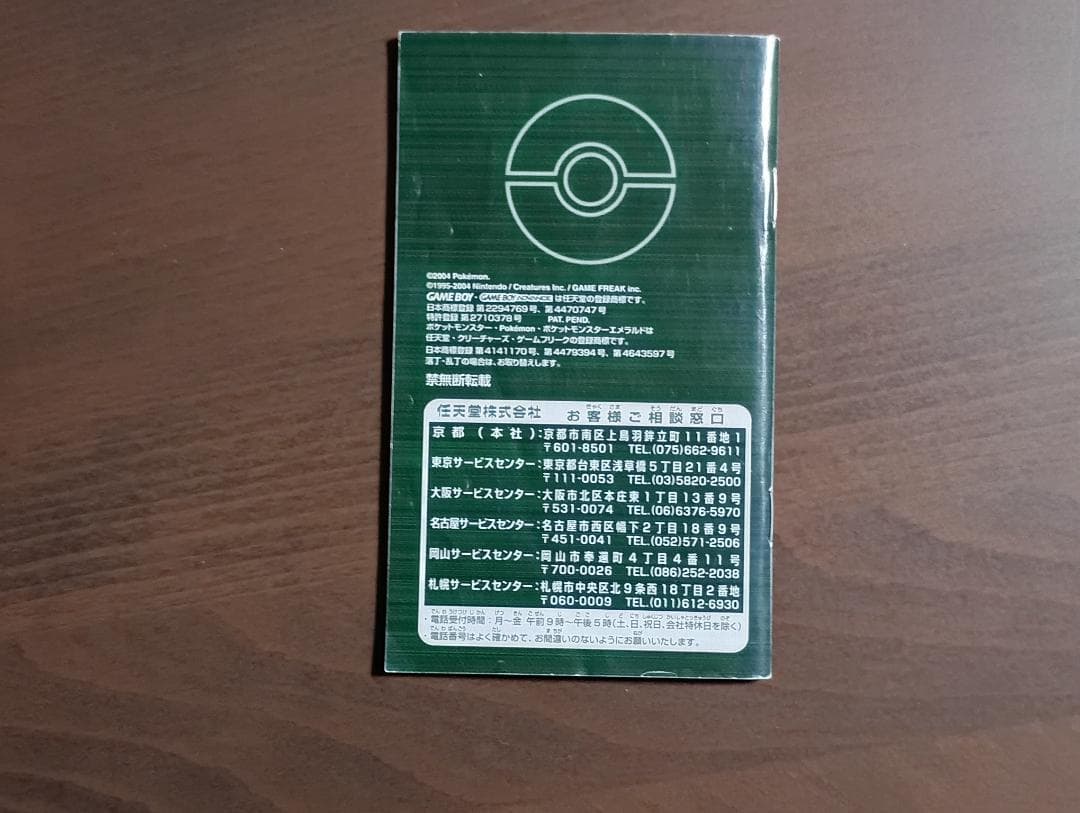 ©2004 Pokémon.
©1995-2004 Nintendo / Creatures Inc. / GAME FREAK inc.
GAME BOY・GAME BOY ADVANCE は任天堂の登録商標です。
日本商標登録 第2294769号、第4470747号
特許登録 第2710378号 PAT. PEND.
ポケットモンスター・Pokémon・ポケットモンスターエメラルドは
任天堂・クリーチャーズ・ゲームフリークの登録商標です。
日本商標登録 第4141170号、第4479394号、第4643597号
落丁・乱丁の場合は、お取り替えします。
禁無断転載
任天堂株式会社 お客様ご相談窓口
京都(本社):京都市南区上鳥羽鉾立町11番地1
〒601-8501 TEL.(075)662-9611
東京サービスセンター:東京都台東区浅草橋5丁目21番4号
〒111-0053 TEL.(03)5820-2500
大阪サービスセンター:大阪市北区本庄東1丁目13番9号
〒531-0074 TEL.(06)6376-5970
名古屋サービスセンター:名古屋市西区幅下2丁目18番9号
〒451-0041 TEL.(052)571-2506
岡山サービスセンター:岡山市奉還町4丁目4番11号
〒700-0026 TEL.(086)252-2038
札幌サービスセンター:札幌市中央区北9条西18丁目2番地
〒060-0009 TEL.(011)612-6930
・電話受付時間:月〜金 午前9時〜午後5時(土、日、祝日、会社特休日を除く)
・電話番号はよく確かめて、お間違いのないようにお願いいたします。